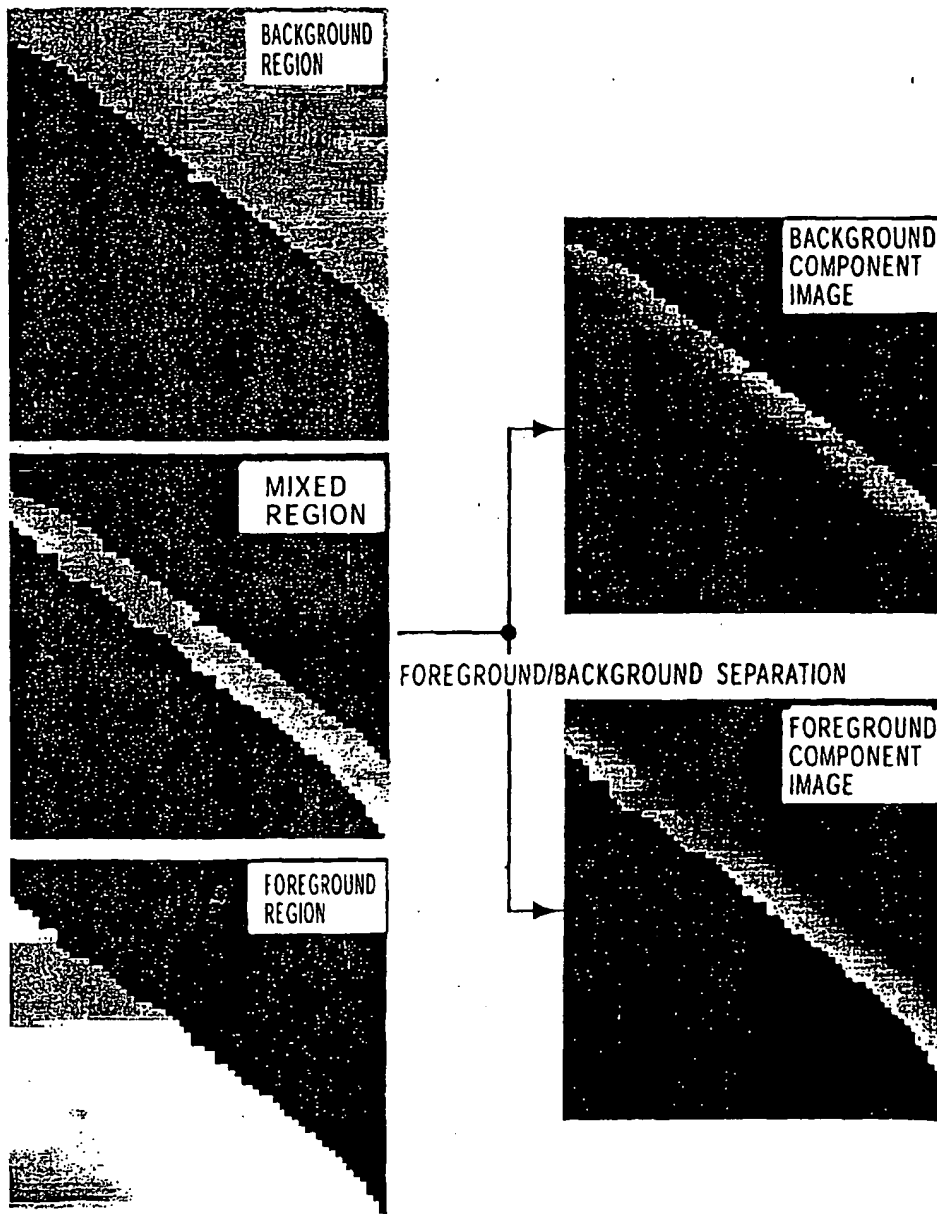 BACKGROUND
REGION
BACKGROUND
COMPONENT
IMAGE
MIXED
REGION
FOREGROUND/BACKGROUND SEPARATION
FOREGROUND
COMPONENT
IMAGE
FOREGROUND
REGION